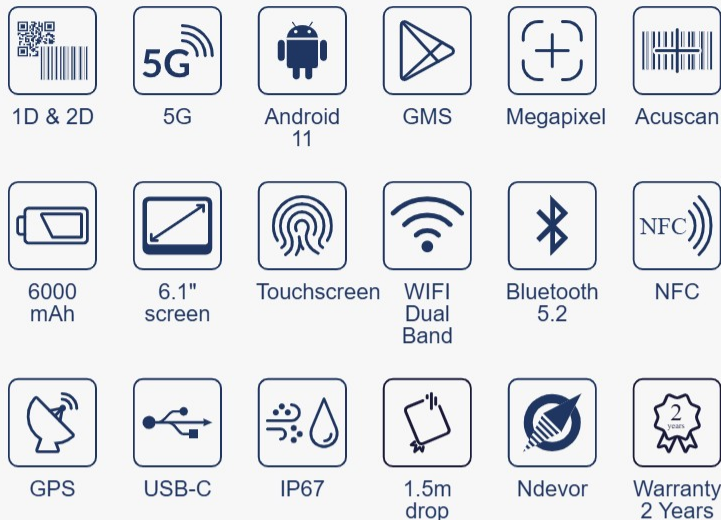 5G
1D & 2D
5G
Android
11
GMS
Megapixel
Acuscan
NFC
6000
mAh
6.1"
screen
Touchscreen
WIFI
Dual
Band
Bluetooth
5.2
NFC
2
years
GPS
USB-C
IP67
1.5m
drop
Ndevor
Warranty
2 Years